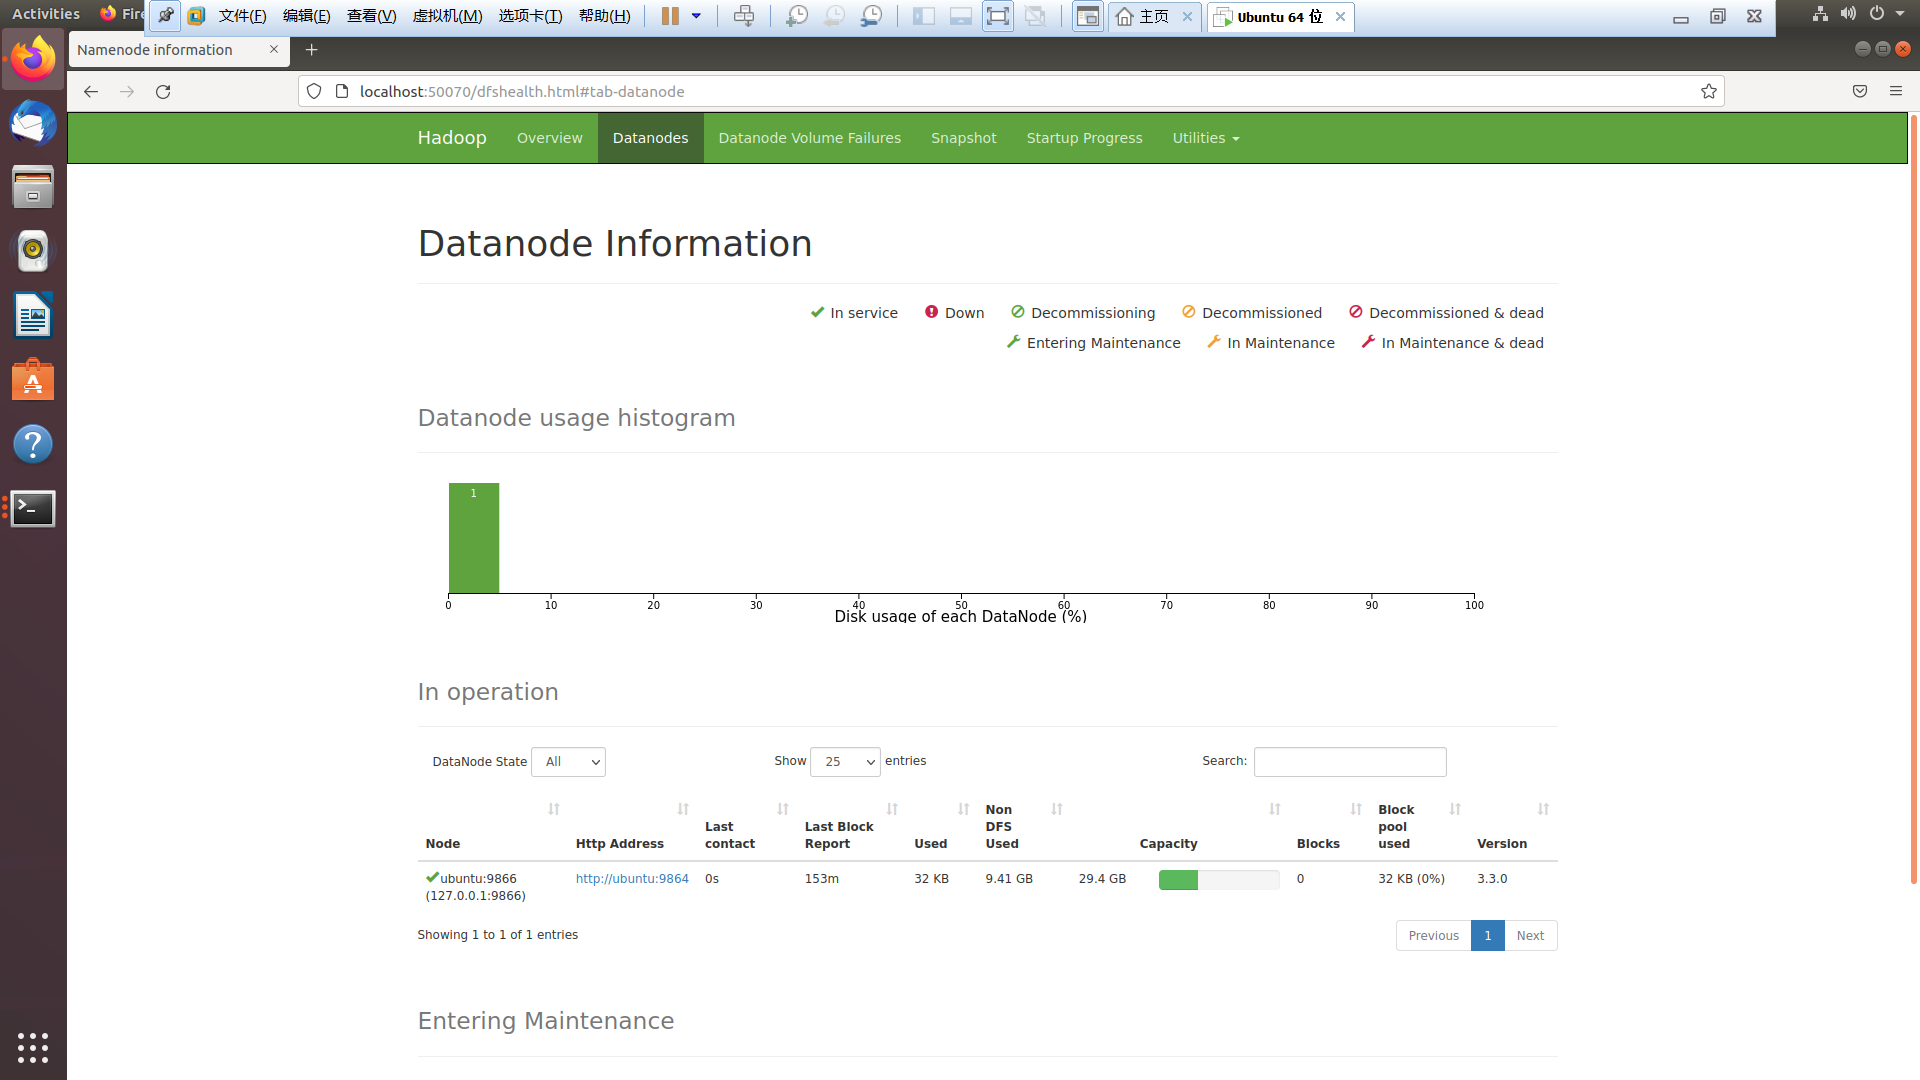 Activities
Fire
文件(F) 编辑(E) 查看(V) 虚拟机(M) 选项卡(T) 帮助(H)
主页
Ubuntu 64 位
Namenode information
localhost:50070/dfshealth.html#tab-datanode
Hadoop Overview Datanodes Datanode Volume Failures Snapshot Startup Progress Utilities
Datanode Information
In service Down Decommissioning Decommissioned Decommissioned & dead
Entering Maintenance In Maintenance In Maintenance & dead
Datanode usage histogram
1
0 10 20 30 40 50 60 70 80 90 100
Disk usage of each DataNode (%)
In operation
DataNode State All Show 25 entries Search:
Node Http Address Last contact Last Block Report Used Non DFS Used Capacity Blocks Block pool used Version
ubuntu:9866 http://ubuntu:9864 0s 153m 32 KB 9.41 GB 29.4 GB 0 32 KB (0%) 3.3.0
(127.0.0.1:9866)
Showing 1 to 1 of 1 entries Previous 1 Next
Entering Maintenance